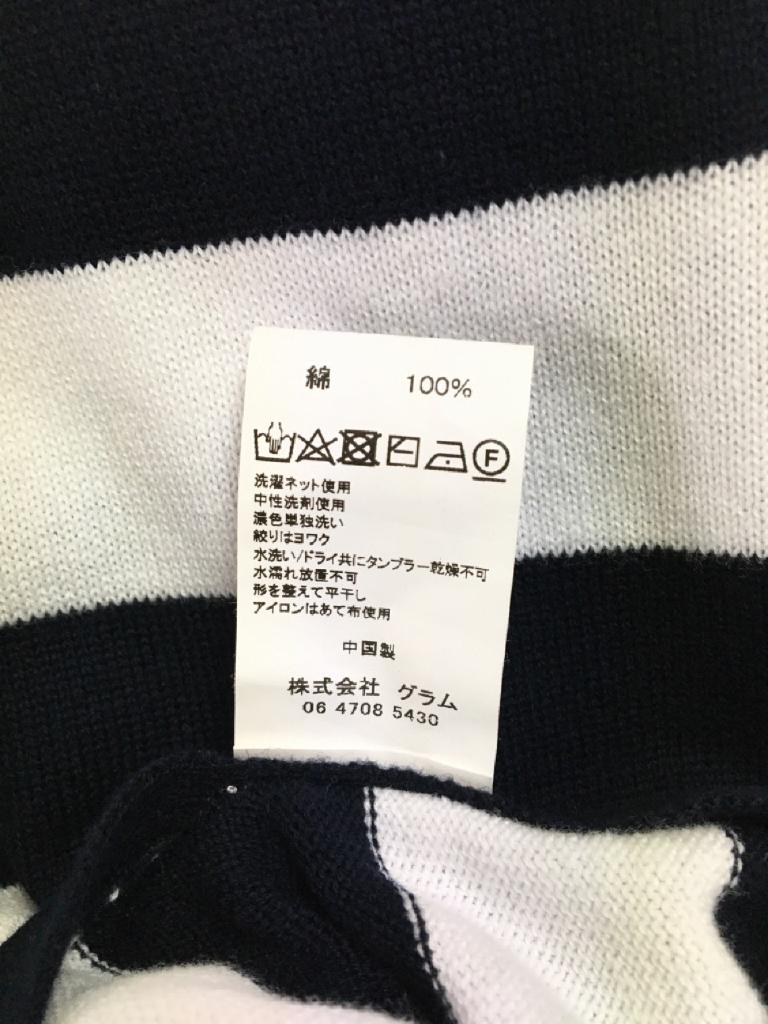 綿 100%
F
洗濯ネット使用
中性洗剤使用
濃色単独洗い
絞りはヨワク
水洗い/ドライ共にタンブラー乾燥不可
水濡れ放置不可
形を整えて平干し
アイロンはあて布使用
中国製
株式会社 グラム
06 4708 5430